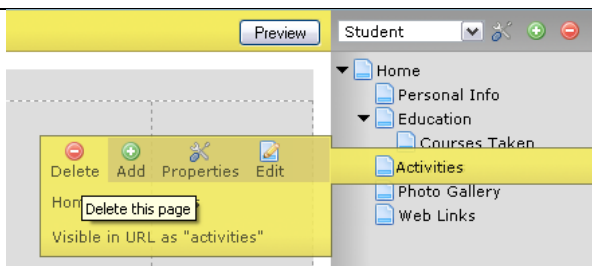 Preview
Student
Home
Personal Info
Education
Courses Taken
Activities
Photo Gallery
Web Links
Delete Add Properties Edit
Hom
Delete this page
Visible in URL as "activities"